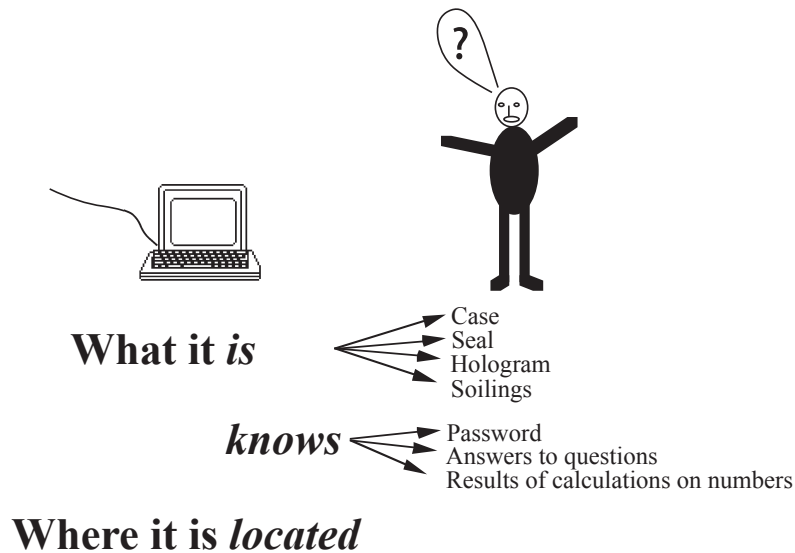 ?
Case
Seal
What it is
Hologram
Soilings
Password
knows
Answers to questions
Results of calculations on numbers
Where it is located